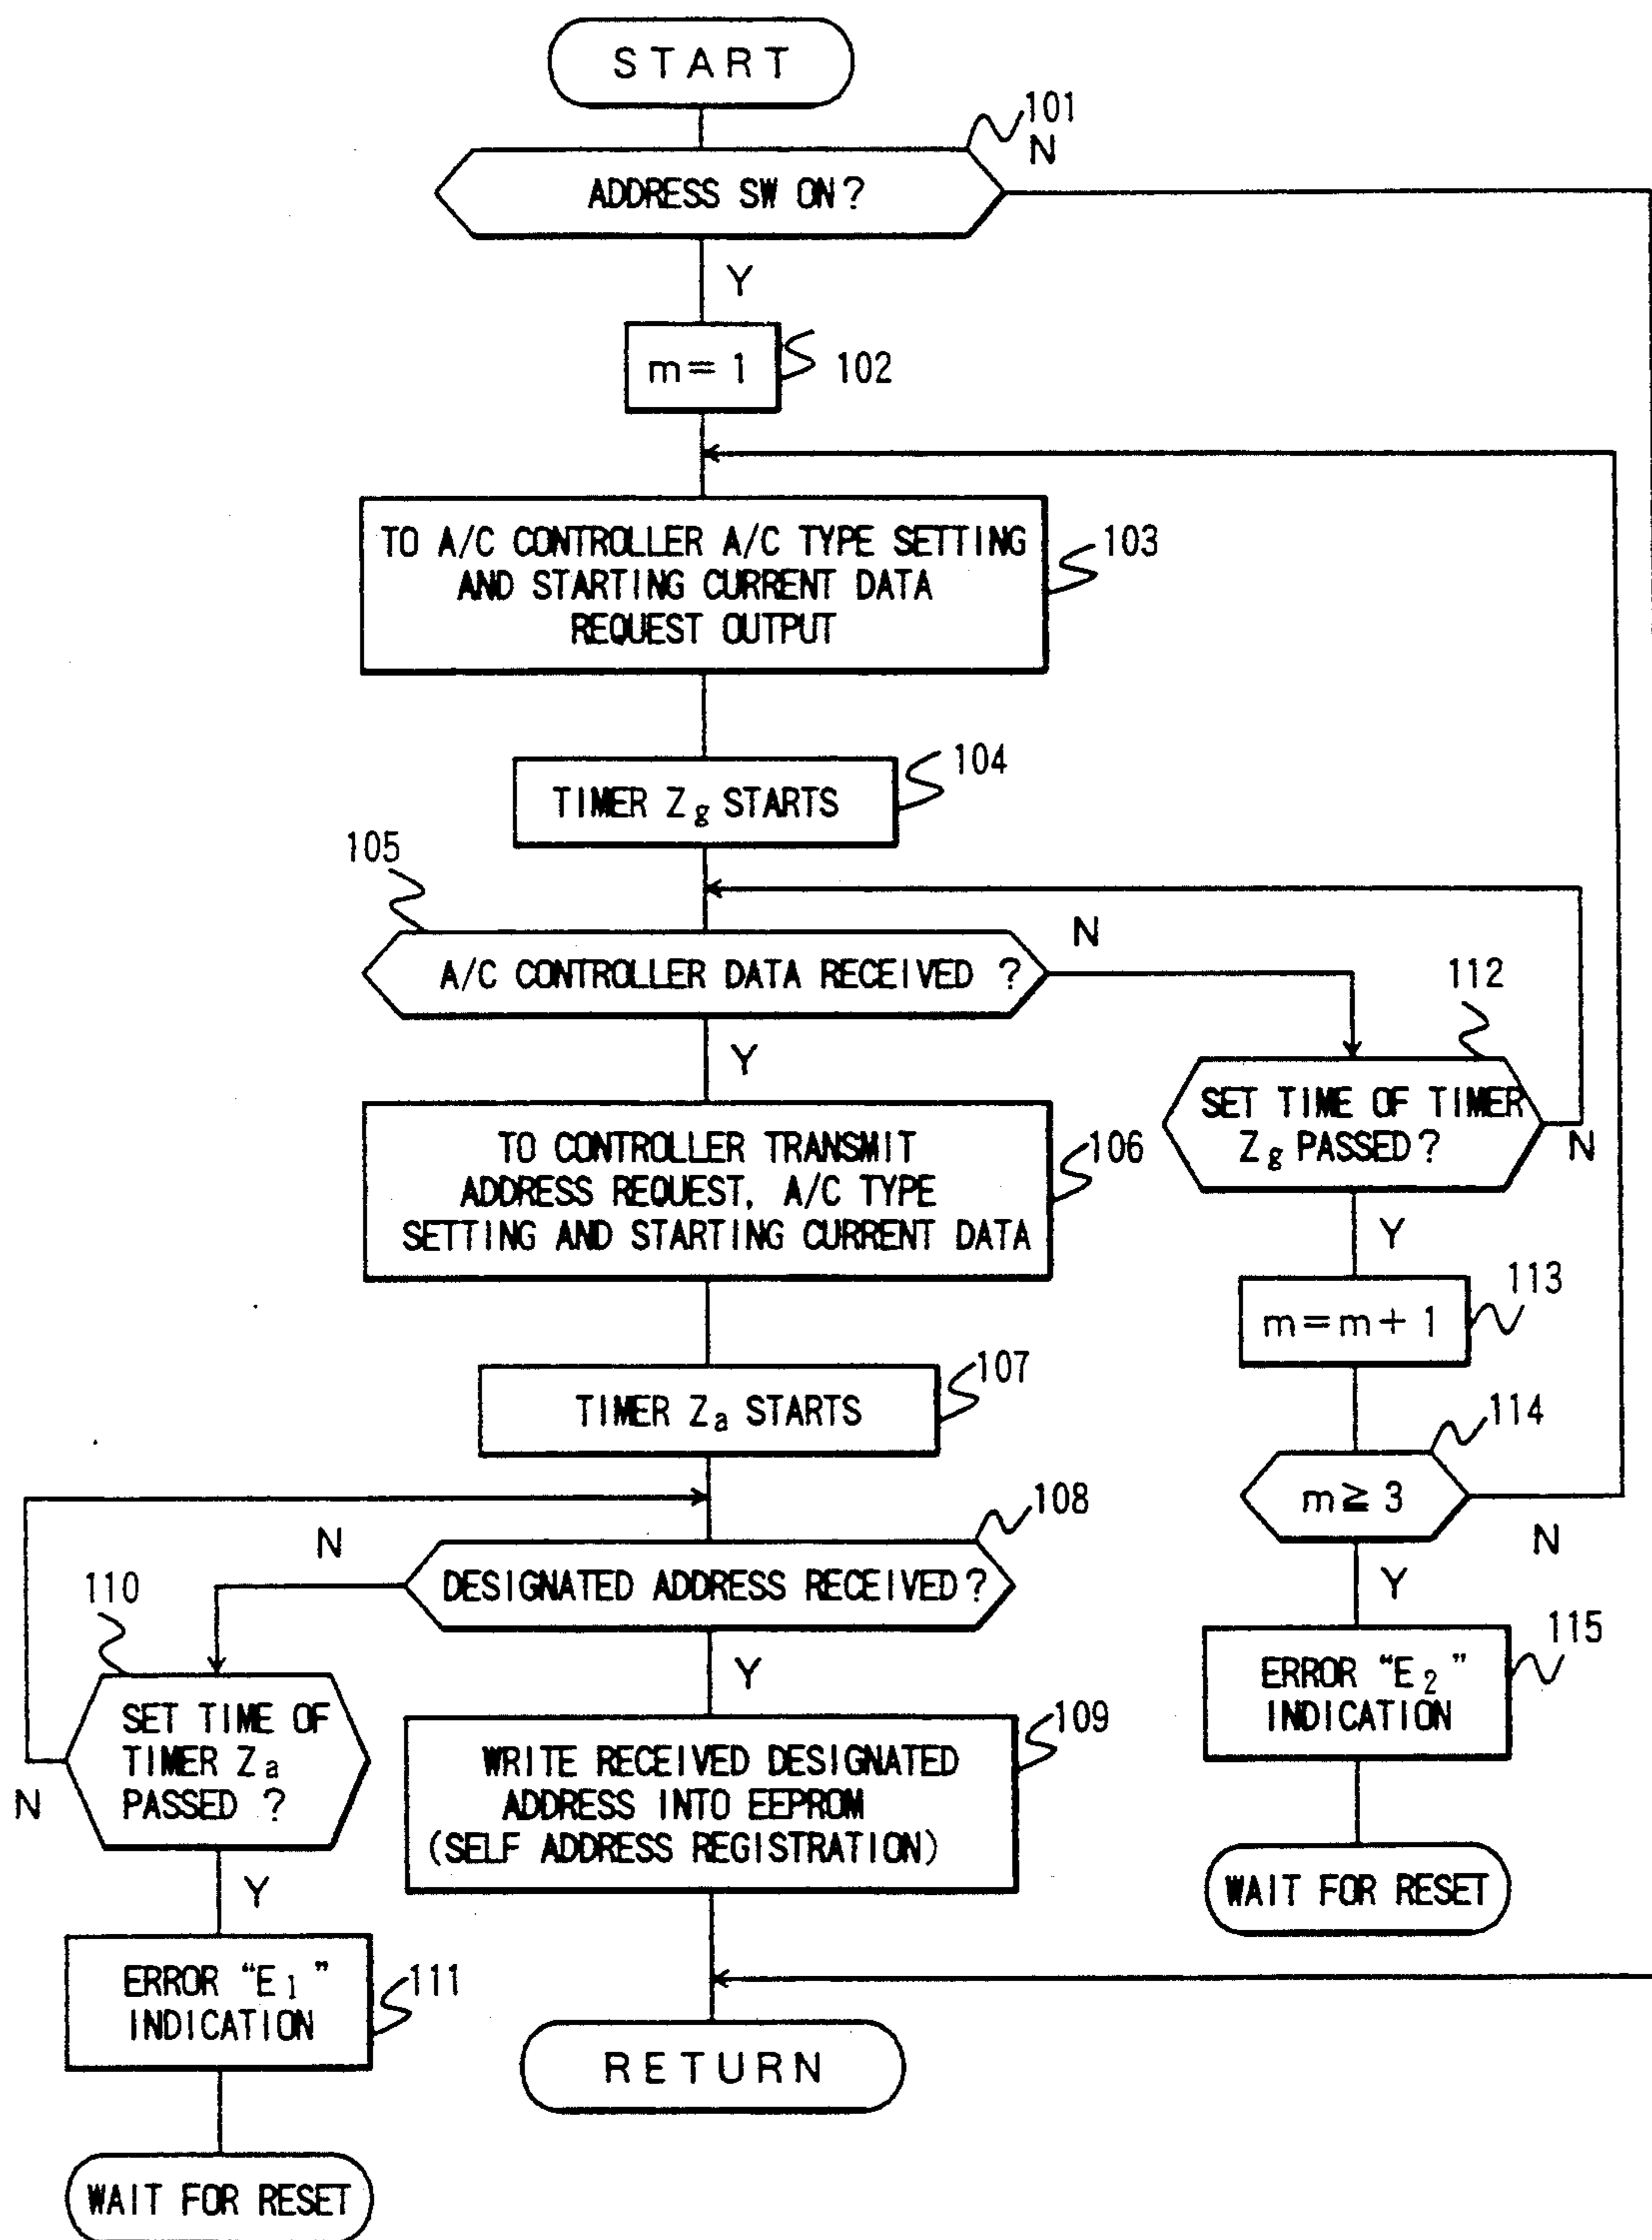 START
101
N
ADDRESS SW ON?
Y
m= 1
102
TO A/C CONTROLLER A/C TYPE SETTING
AND STARTING CURRENT DATA
REQUEST OUTPUT
103
TIMER Zg STARTS
104
105
A/C CONTROLLER DATA RECEIVED ?
N
Y
112
SET TIME OF TIMER
Zg PASSED?
N
Y
TO CONTROLLER TRANSMIT
ADDRESS REQUEST, A/C TYPE
SETTING AND STARTING CURRENT DATA
106
m=m+1
113
TIMER Za STARTS
107
m≧3
114
N
Y
DESIGNATED ADDRESS RECEIVED?
108
N
Y
110
SET TIME OF
TIMER Za
PASSED ?
N
Y
WRITE RECEIVED DESIGNATED
ADDRESS INTO EEPROM
(SELF ADDRESS REGISTRATION)
109
ERROR “E2”
INDICATION
115
WAIT FOR RESET
ERROR “E1”
INDICATION
111
RETURN
WAIT FOR RESET